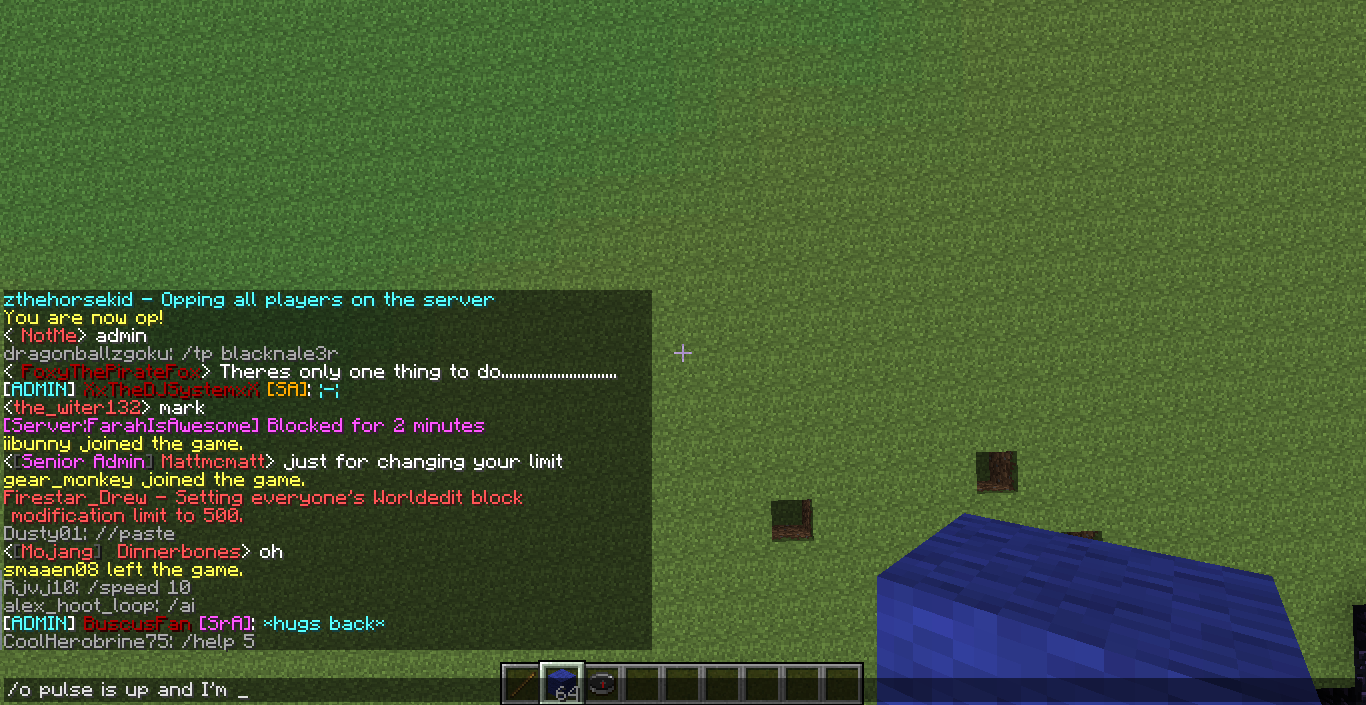 zthehorsekid - Opping all players on the server
You are now op!
< NotMe> admin
dragonballzgoku: /tp blacknale3r
< FoxyThePirateFox> Theres only one thing to do............................
[ADMIN] XxTheDJSystemxX [SA]: ¦-¦
<the_witer132> mark
[Server:FarahIsAwesome] Blocked for 2 minutes
iibunny joined the game.
<[Senior Admin] Mattmcmatt> just for changing your limit
gear_monkey joined the game.
Firestar_Drew - Setting everyone's Worldedit block
modification limit to 500.
Dusty01: //paste
<[Mojang] Dinnerbones> oh
smaaen08 left the game.
Rjvj10: /speed 10
alex_hoot_loop: /ai
[ADMIN] BuscusFan [SrA]: *hugs back*
CoolHerobrine75: /help 5
64
/o pulse is up and I'm _